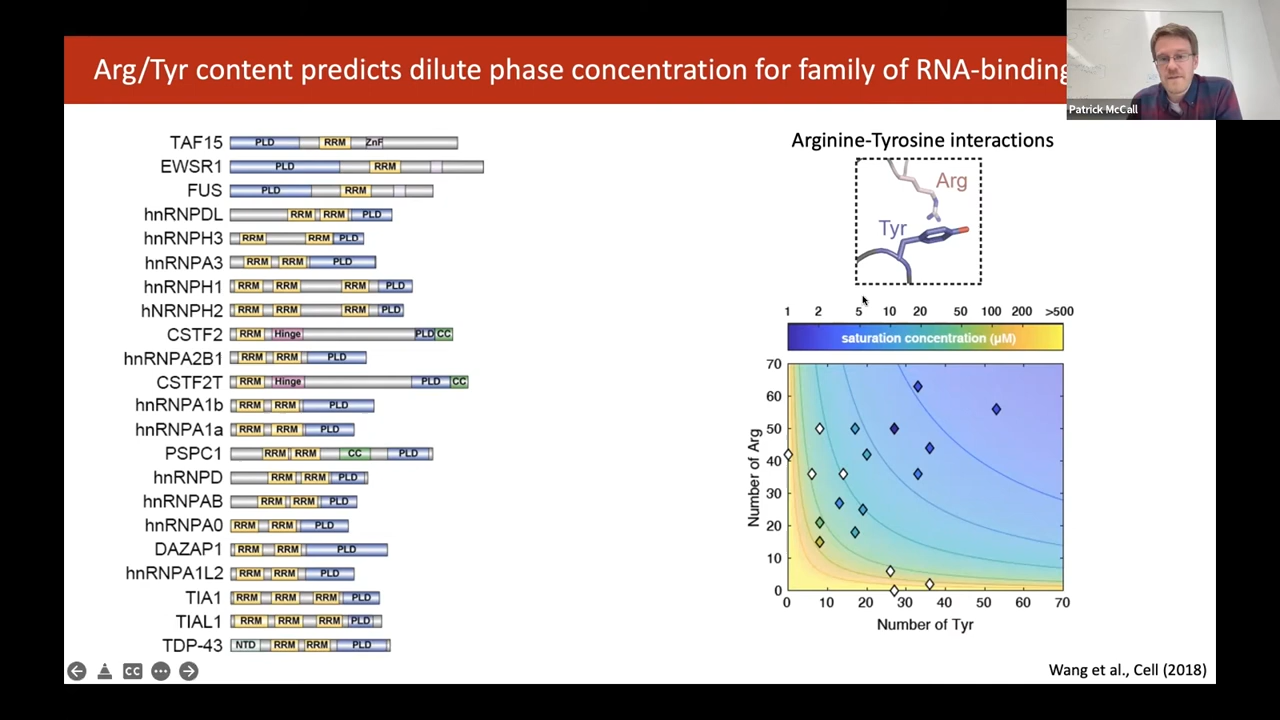 Arg/Tyr content predicts dilute phase concentration for family of RNA-binding
Patrick McCall
TAF15 PLD RRM ZnF
EWSR1 PLD RRM
FUS PLD RRM
hnRNPDL RRM RRM PLD
hnRNPH3 RRM RRM PLD
hnRNPA3 RRM RRM PLD
hnRNPH1 RRM RRM RRM PLD
hNRNPH2 RRM RRM RRM PLD
CSTF2 RRM Hinge PLD CC
hnRNPA2B1 RRM RRM PLD
CSTF2T RRM Hinge PLD CC
hnRNPA1b RRM RRM PLD
hnRNPA1a RRM RRM PLD
PSPC1 RRM RRM CC PLD
hnRNPD RRM RRM PLD
hnRNPAB RRM RRM PLD
hnRNPA0 RRM RRM PLD
DAZAP1 RRM RRM PLD
hnRNPA1L2 RRM RRM PLD
TIA1 RRM RRM RRM PLD
TIAL1 RRM RRM RRM PLD
TDP-43 NTD RRM RRM PLD
CC
Arginine-Tyrosine interactions
Arg
Tyr
1 2 5 10 20 50 100 200 >500
saturation concentration (μM)
70
60
50
40
30
20
10
0
Number of Arg
0 10 20 30 40 50 60 70
Number of Tyr
Wang et al., Cell (2018)